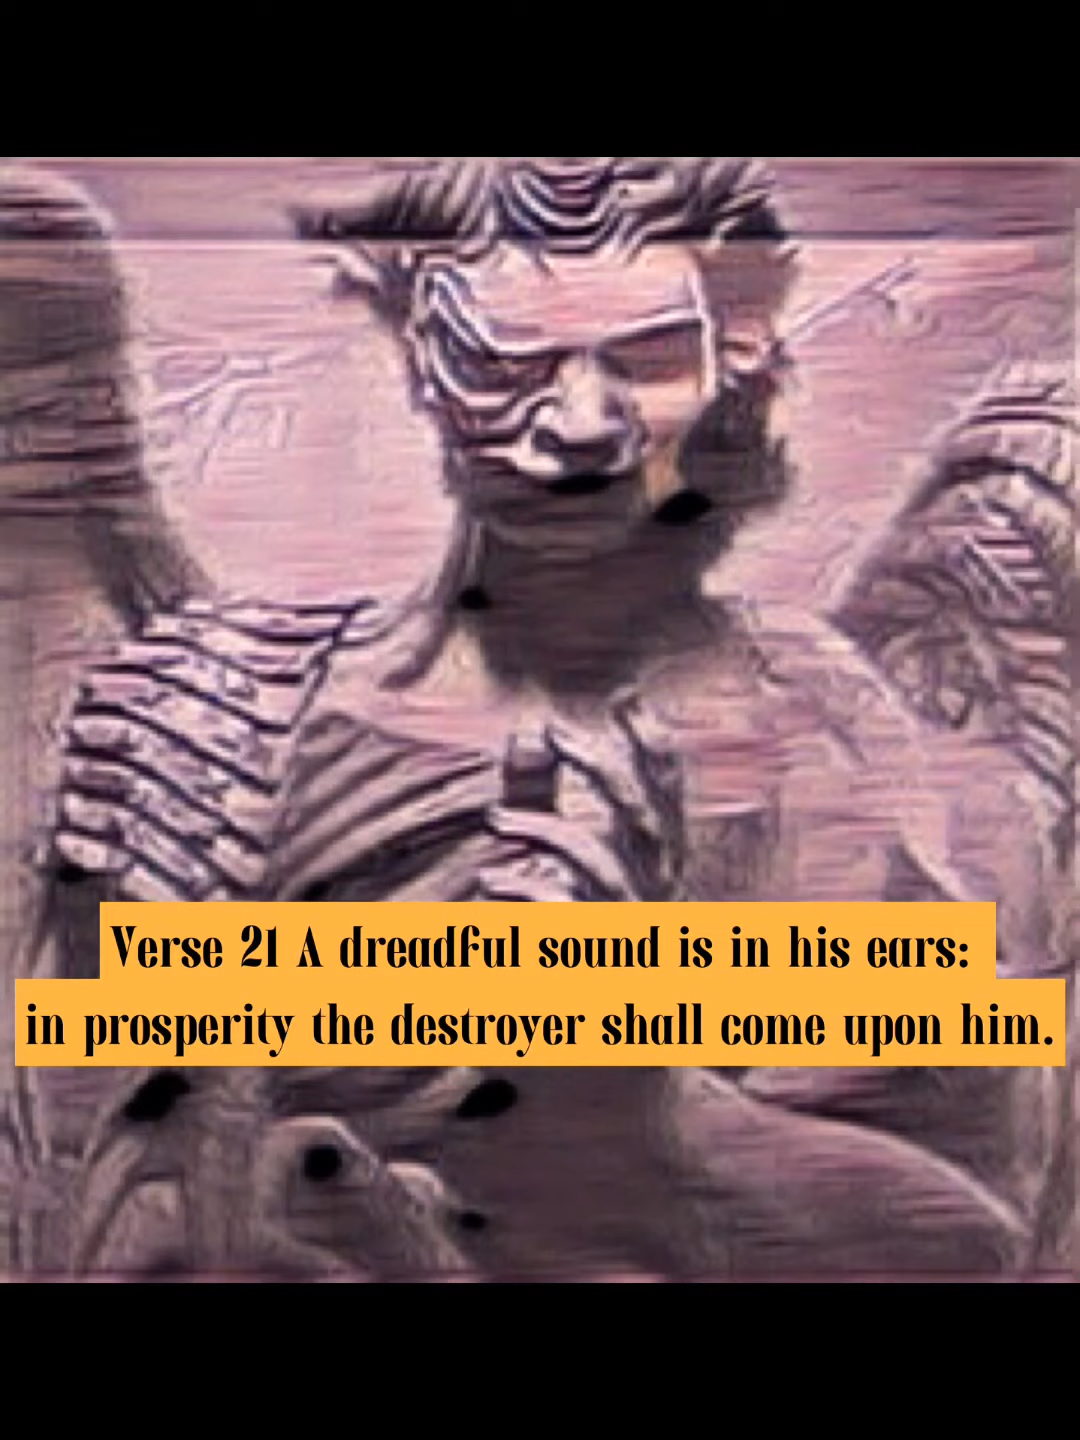 Verse 21 A dreadful sound is in his ears:
in prosperity the destroyer shall come upon him.